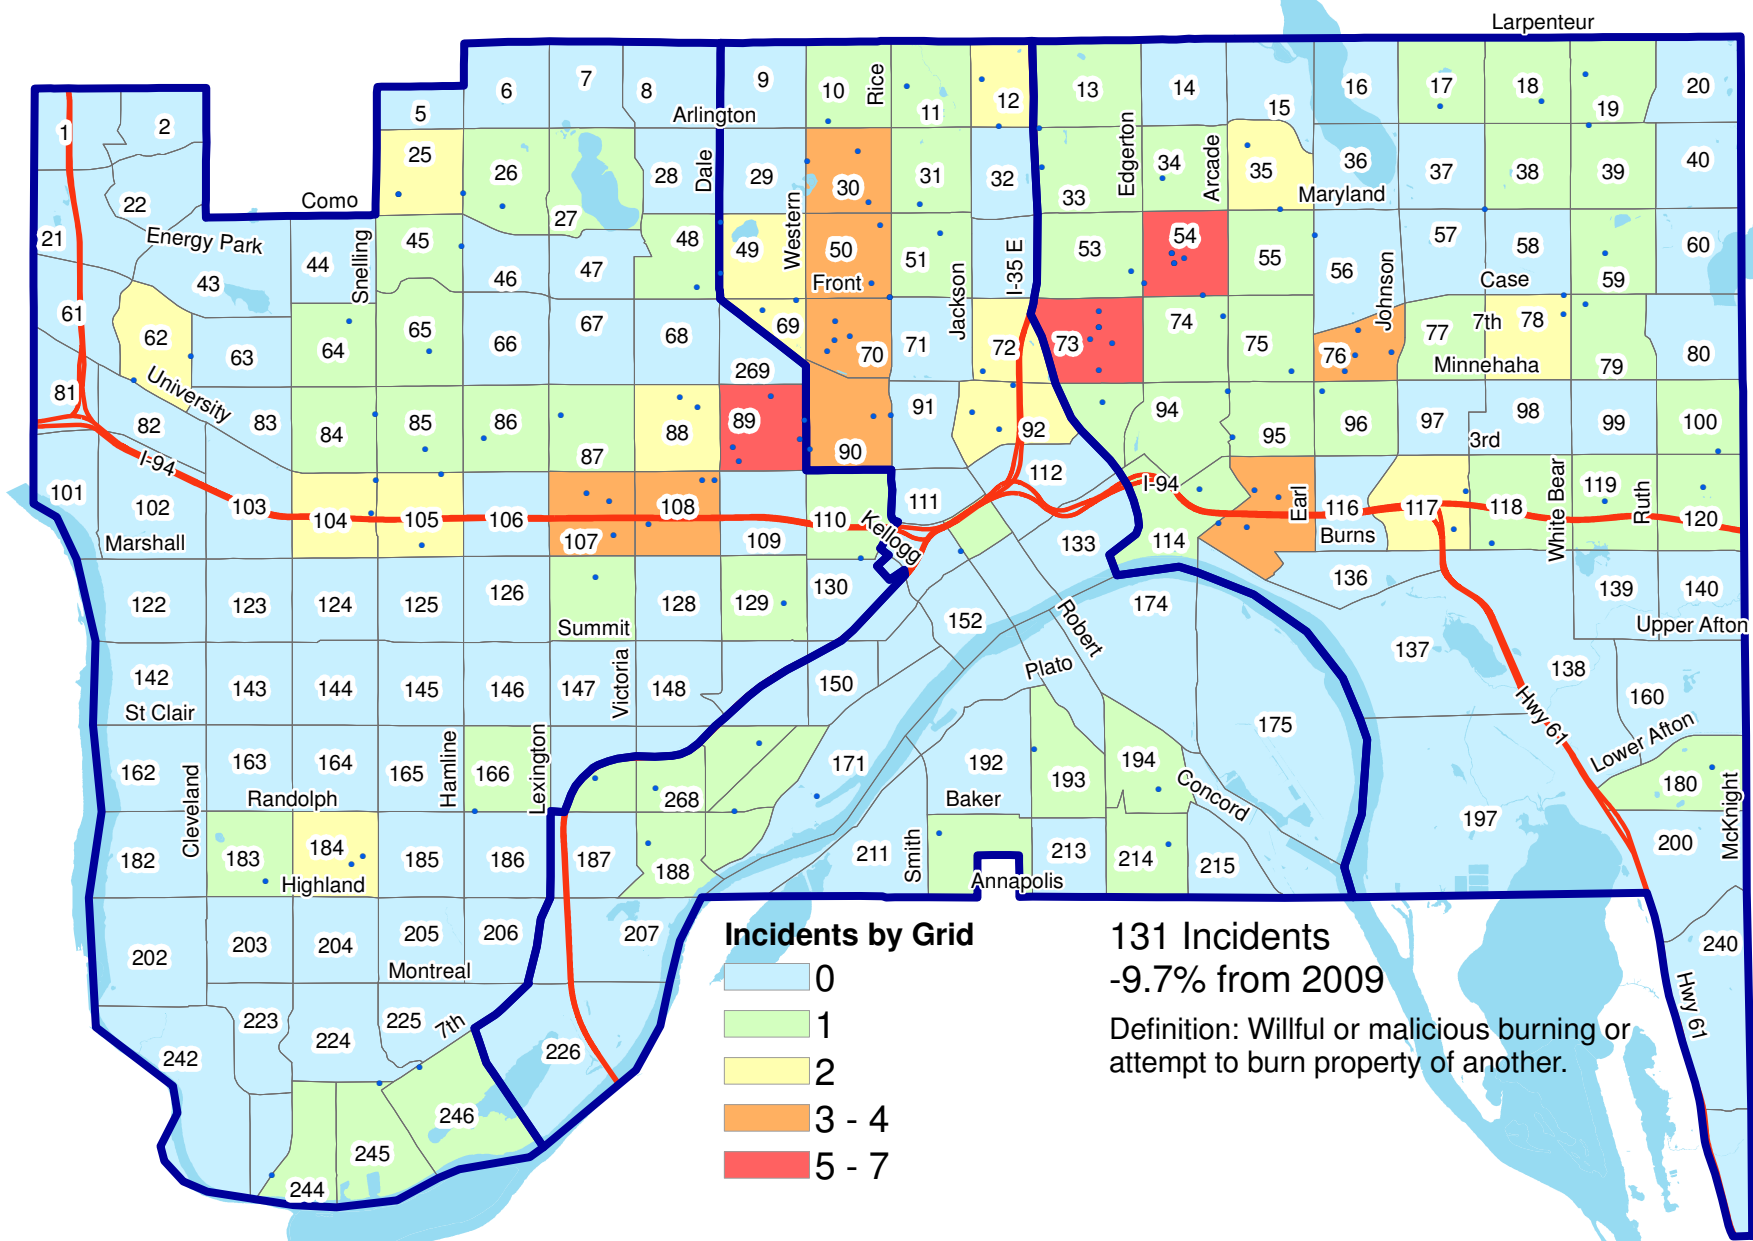 Larpenteur
1 2 5 6 7 8 9 10 Rice 11 12 13 14 15 16 17 18 19 20
Arlington
25 26 27 28 Dale 29 30 31 32 33 Edgerton 34 Arcade 35 36 37 38 39 40
Como
Maryland
21 22
Energy Park
43 44 Snelling 45 46 47 48 49 Western 50 51 Jackson I-35 E 53 54 55 56 Johnson 57 58 59 60
Front
Case
61 62 63 64 65 66 67 68 69 70 71 72 73 74 75 76 77 7th 78 79 80
269
Minnehaha
University
81 82 83 84 85 86 87 88 89 90 91 92 94 95 96 97 98 99 100
3rd
I-94
I-94
101 102 103 104 105 106 107 108 109 110 111 112 114 Earl 116 117 118 White Bear 119 Ruth 120
Marshall
Kellogg
Burns
122 123 124 125 126 128 129 130 133 136 137 138 139 140
Summit
Upper Afton
142 143 144 145 146 147 Victoria 148 150 152 Robert 174 175 160
Plato
St Clair
Hwy 61
Lower Afton
162 Cleveland 163 164 165 Hamline 166 Lexington 268 171 192 193 194 Concord 197 180 McKnight
Randolph
Baker
182 183 184 185 186 187 188 211 Smith 213 214 215 200
Highland
Annapolis
202 203 204 205 206 207 240
Montreal
Hwy 61
223 224 225 7th 226 242
244 245 246
Incidents by Grid
0
1
2
3 - 4
5 - 7
131 Incidents
-9.7% from 2009
Definition: Willful or malicious burning or
attempt to burn property of another.